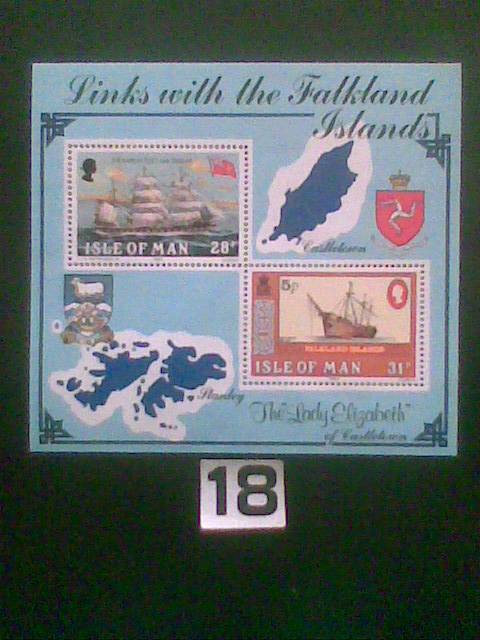 Links with the Falkland
Islands
ISLE OF MAN
28P
Castletown
5p
FALKLAND ISLANDS
ISLE OF MAN
31P
Stanley
The "Lady Elizabeth"
of Castletown
18